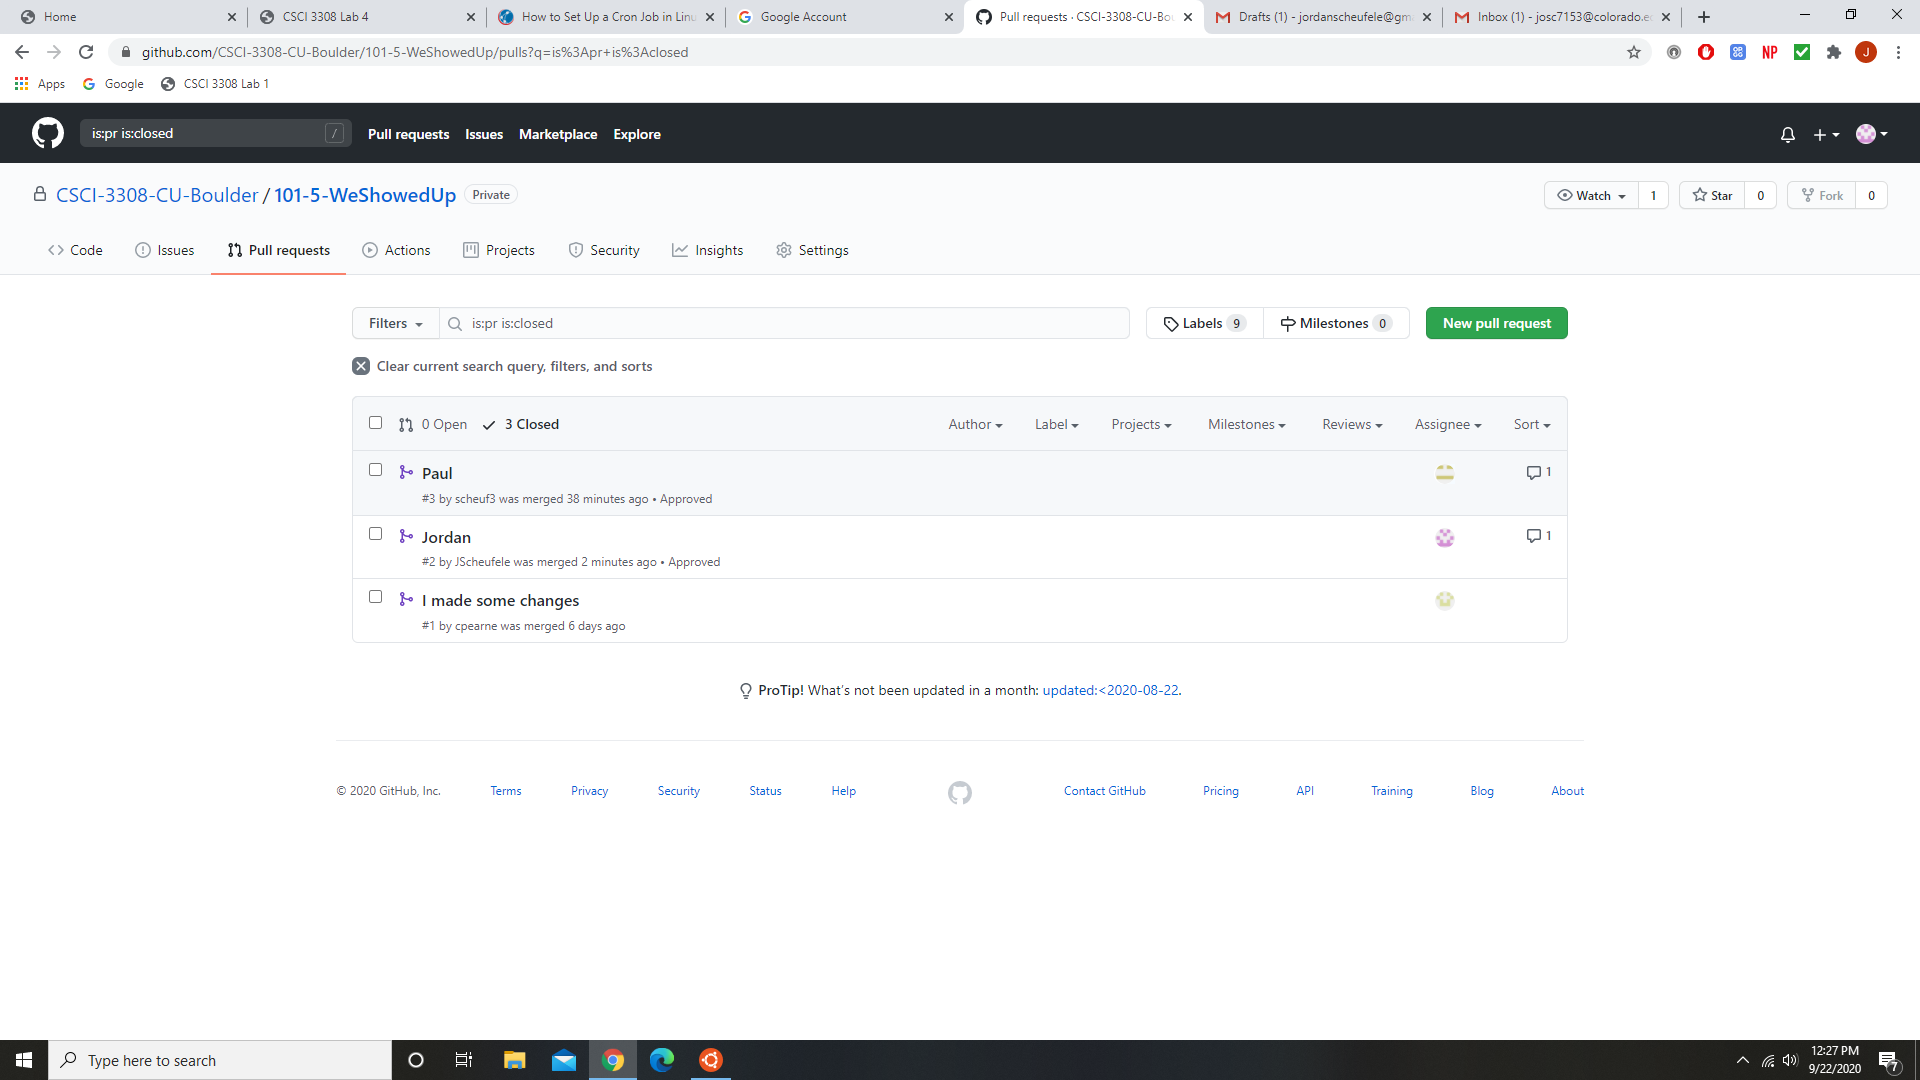 Home
CSCI 3308 Lab 4
How to Set Up a Cron Job in Linu
Google Account
Pull requests · CSCI-3308-CU-Bou
Drafts (1) - jordanscheufele@gm
Inbox (1) - josc7153@colorado.e
github.com/CSCI-3308-CU-Boulder/101-5-WeShowedUp/pulls?q=is%3Apr+is%3Aclosed
NP
J
Apps
Google
CSCI 3308 Lab 1
is:pr is:closed /
Pull requests Issues Marketplace Explore
CSCI-3308-CU-Boulder / 101-5-WeShowedUp Private
Watch 1 Star 0 Fork 0
Code Issues Pull requests Actions Projects Security Insights Settings
Filters is:pr is:closed Labels 9 Milestones 0 New pull request
Clear current search query, filters, and sorts
0 Open 3 Closed Author Label Projects Milestones Reviews Assignee Sort
Paul 1
#3 by scheuf3 was merged 38 minutes ago • Approved
Jordan 1
#2 by JScheufele was merged 2 minutes ago • Approved
I made some changes
#1 by cpearne was merged 6 days ago
ProTip! What's not been updated in a month: updated:<2020-08-22.
© 2020 GitHub, Inc. Terms Privacy Security Status Help Contact GitHub Pricing API Training Blog About
Type here to search
12:27 PM
9/22/2020
7